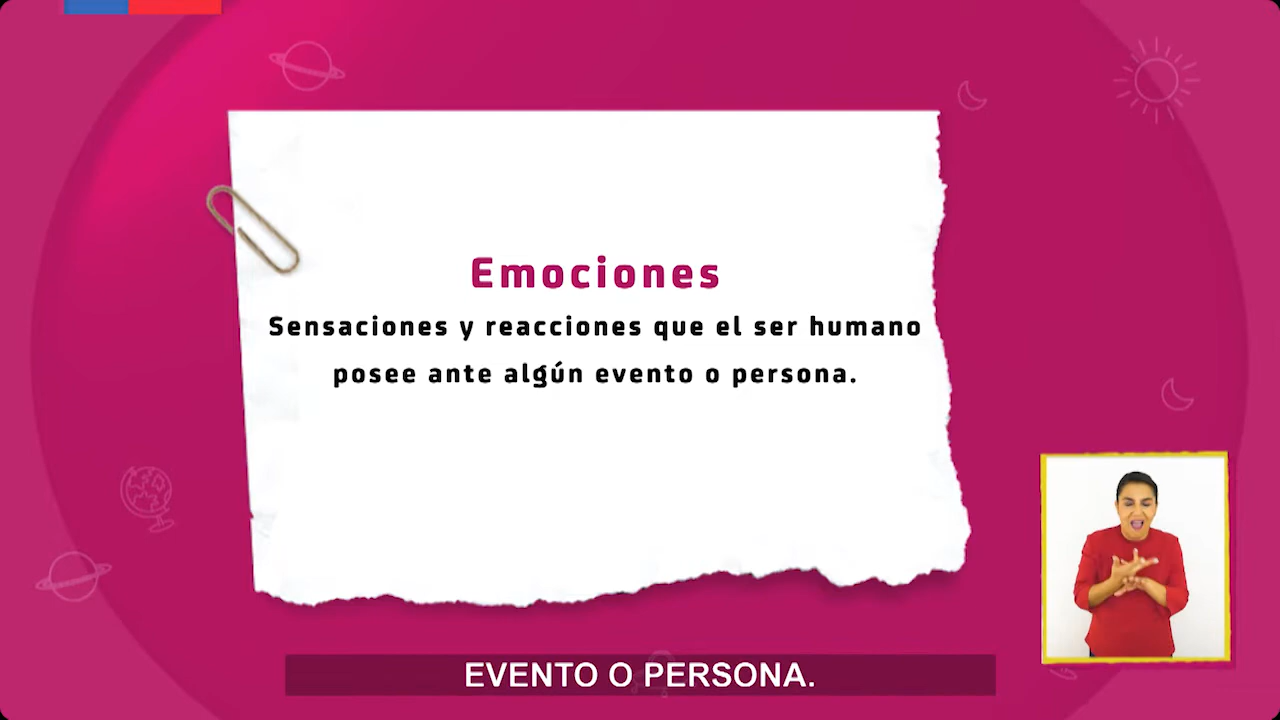 Emociones
Sensaciones y reacciones que el ser humano
posee ante algún evento o persona.
EVENTO O PERSONA.